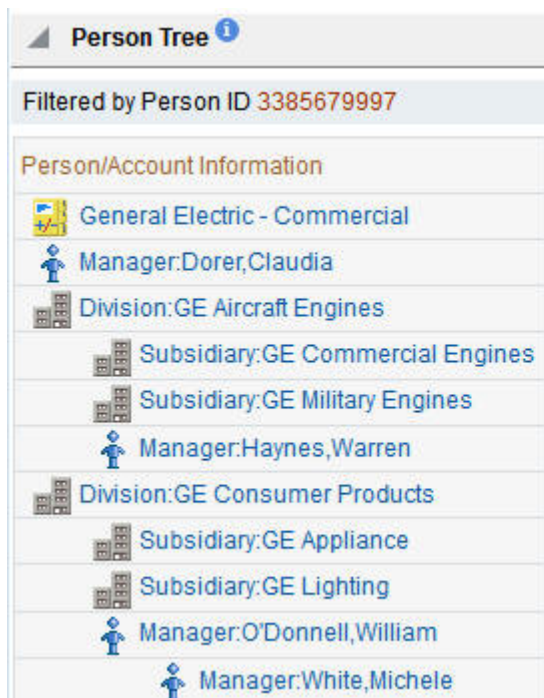 Person Tree
Filtered by Person ID 3385679997
Person/Account Information
General Electric - Commercial
Manager:Dorer,Claudia
Division:GE Aircraft Engines
Subsidiary:GE Commercial Engines
Subsidiary:GE Military Engines
Manager:Haynes,Warren
Division:GE Consumer Products
Subsidiary:GE Appliance
Subsidiary:GE Lighting
Manager:O'Donnell,William
Manager:White,Michele